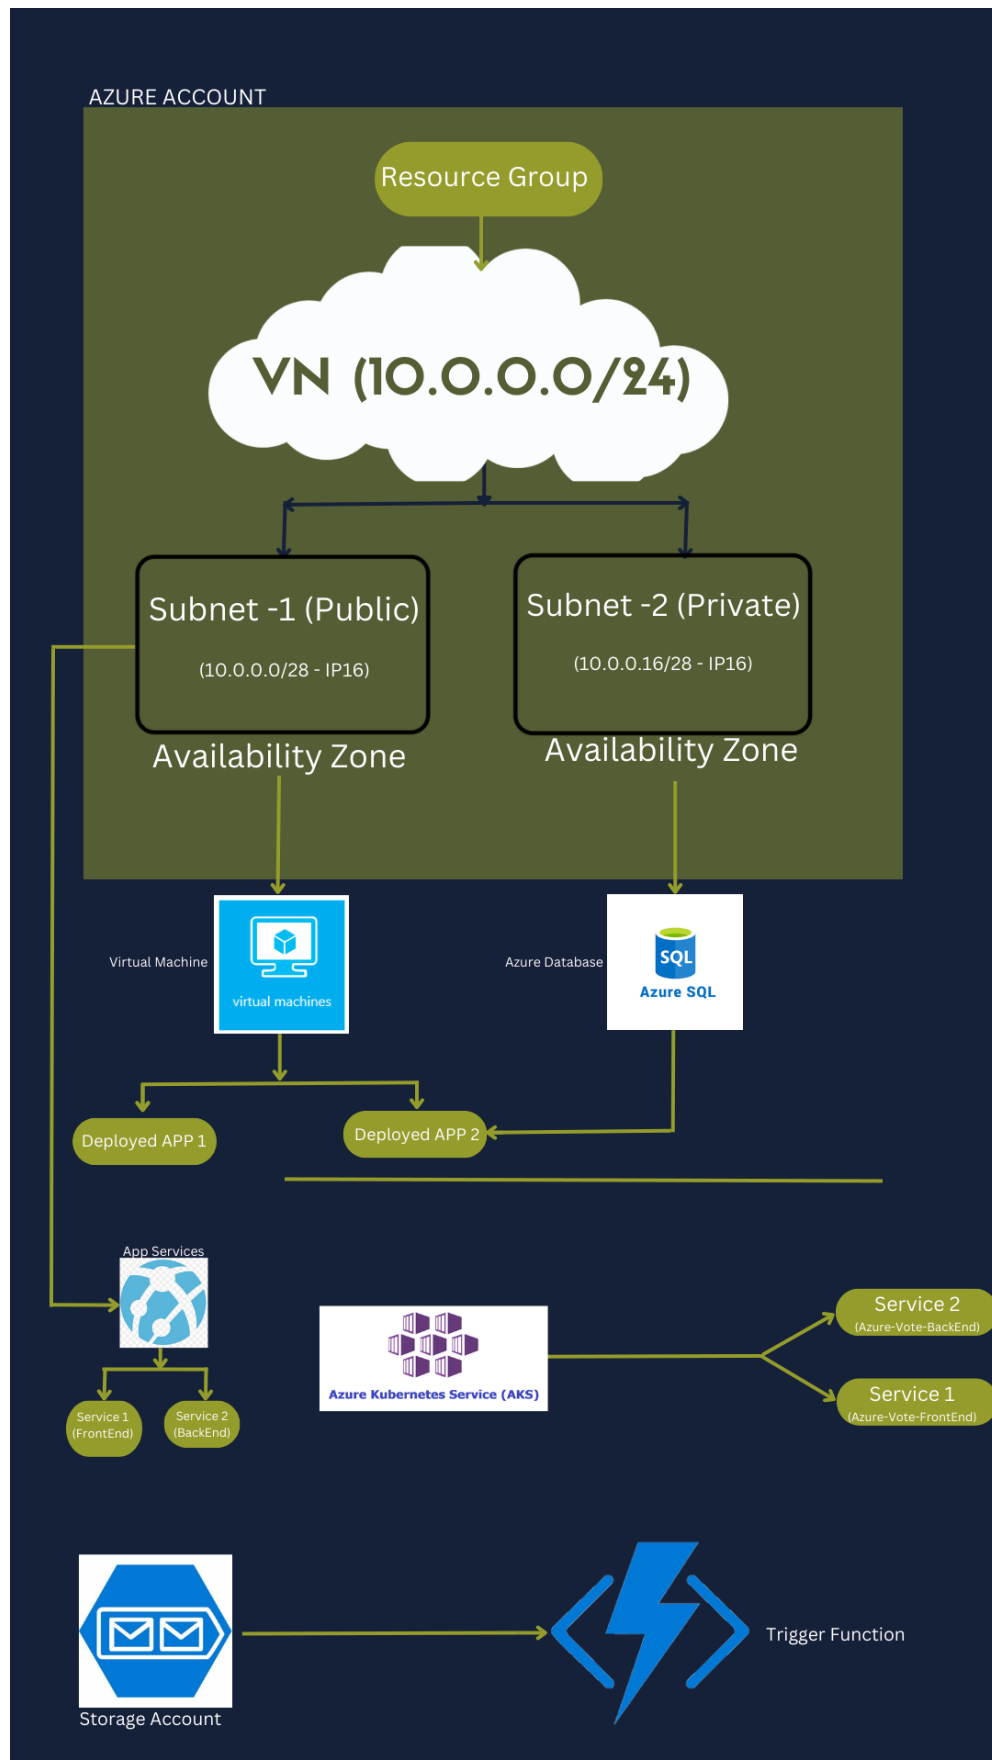 AZURE ACCOUNT
Resource Group
VN (10.0.0.0/24)
Subnet -1 (Public)
(10.0.0.0/28 - IP16)
Availability Zone
Subnet -2 (Private)
(10.0.0.16/28 - IP16)
Availability Zone
Virtual Machine
virtual machines
Azure Database
SQL
Azure SQL
Deployed APP 1
Deployed APP 2
App Services
Service 1
(FrontEnd)
Service 2
(BackEnd)
Azure Kubernetes Service (AKS)
Service 2
(Azure-Vote-BackEnd)
Service 1
(Azure-Vote-FrontEnd)
Storage Account
Trigger Function